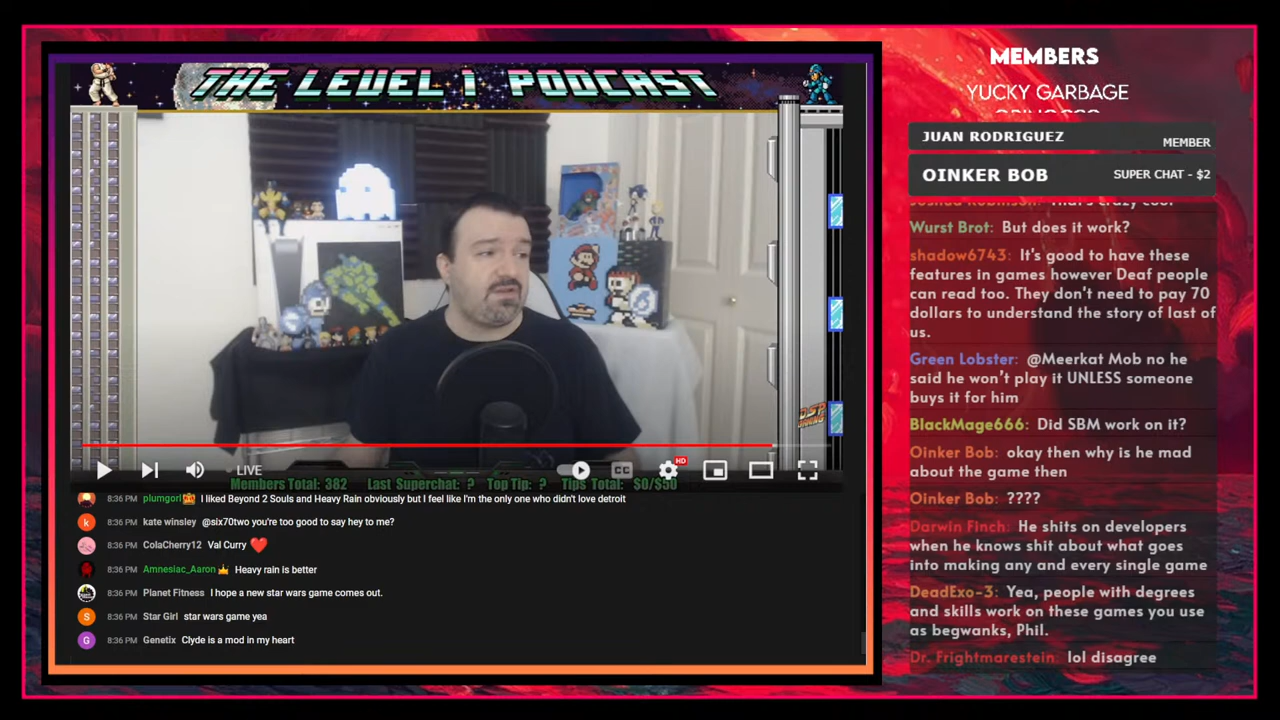 THE LEVEL 1 PODCAST
DSP
GAMING
LIVE
CC
HD
Members Total: 382 Last Superchat: ? Top Tip: ? Tips Total: $0/$50
8:36 PM plumgorl I liked Beyond 2 Souls and Heavy Rain obviously but I feel like I'm the only one who didn't love detroit
k 8:36 PM kate winsley @six70two you're too good to say hey to me?
8:36 PM ColaCherry12 Val Curry ❤️
8:36 PM Amnesiac_Aaron Heavy rain is better
8:36 PM Planet Fitness I hope a new star wars game comes out.
S 8:36 PM Star Girl star wars game yea
G 8:36 PM Genetix Clyde is a mod in my heart
MEMBERS
YUCKY GARBAGE
JUAN RODRIGUEZ MEMBER
OINKER BOB SUPER CHAT - $2
Wurst Brot: But does it work?
shadow6743: It's good to have these
features in games however Deaf people
can read too. They don't need to pay 70
dollars to understand the story of last of
us.
Green Lobster: @Meerkat Mob no he
said he won't play it UNLESS someone
buys it for him
BlackMage666: Did SBM work on it?
Oinker Bob: okay then why is he mad
about the game then
Oinker Bob: ????
Darwin Finch: He shits on developers
when he knows shit about what goes
into making any and every single game
DeadExo-3: Yea, people with degrees
and skills work on these games you use
as begwanks, Phil.
Dr. Frightmarestein: lol disagree